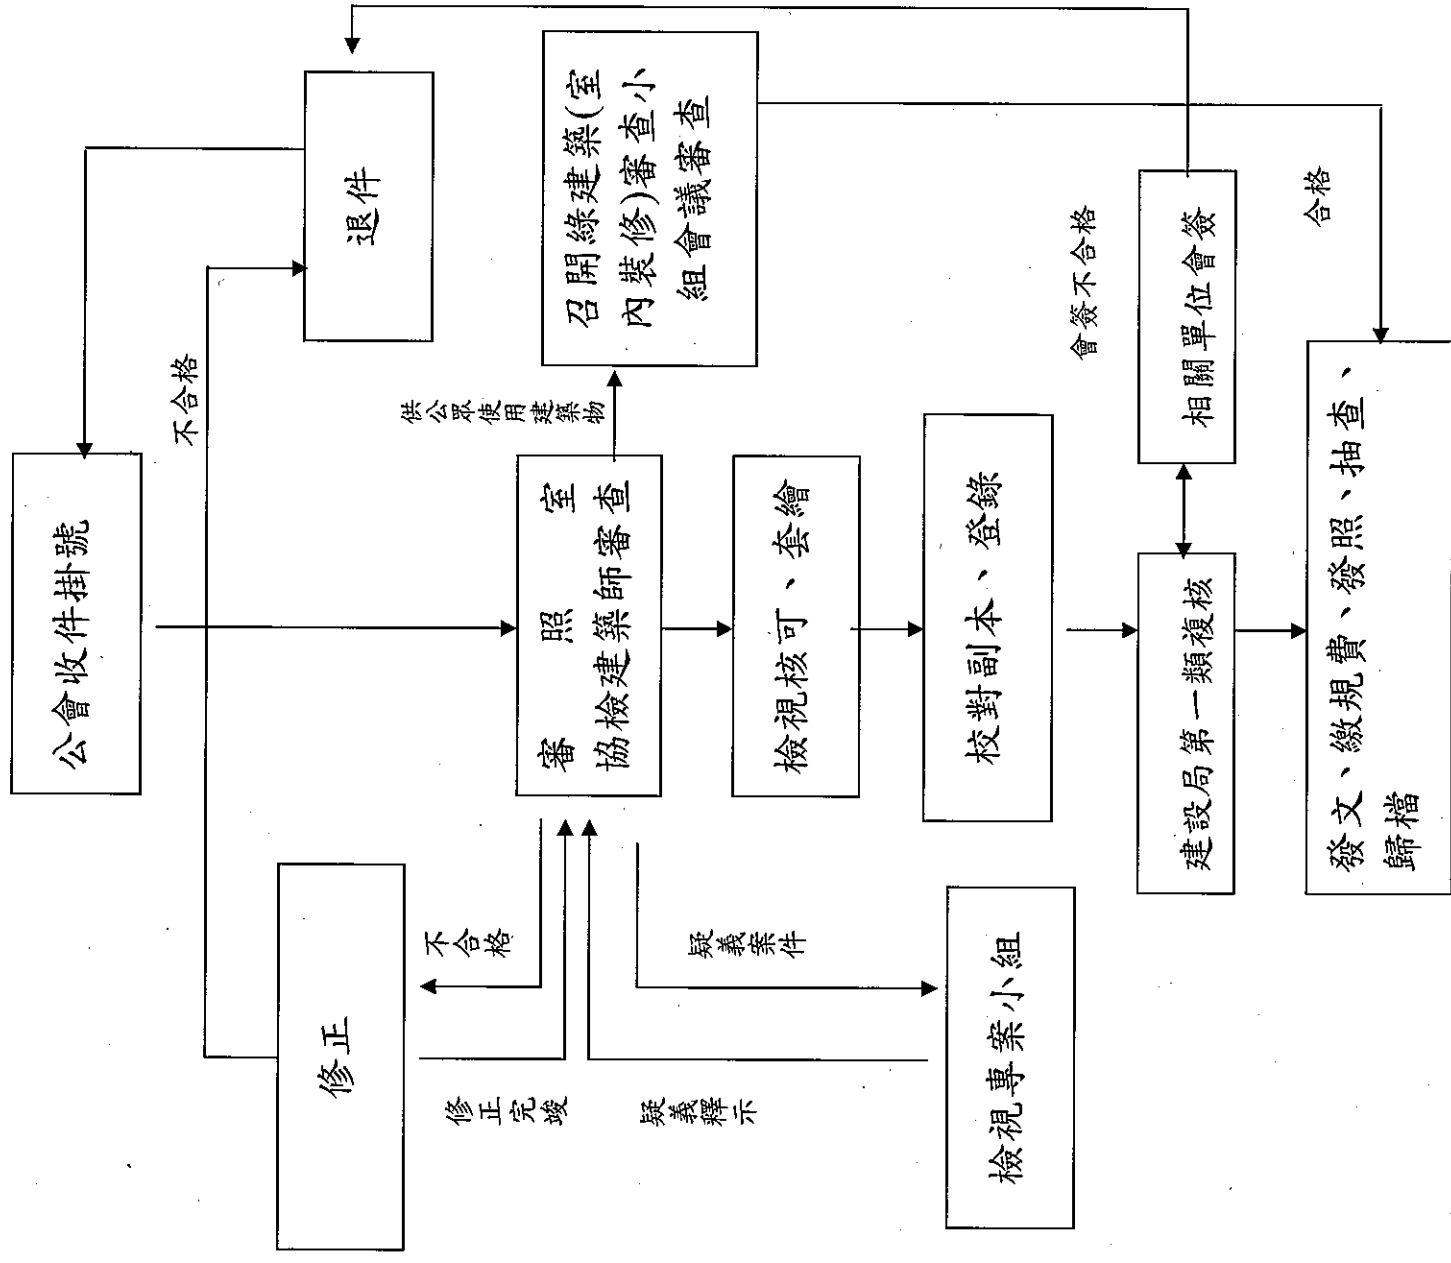 公會收件掛號
不合格
退件
修正
不合格
修正完竣
審照室
協檢建築師審查
供公眾使用建築物
召開綠建築(室
內裝修)審查小
組會議審查
疑義案件
疑義釋示
檢視核可、套繪
檢視專案小組
校對副本、登錄
建設局第一類複核
會簽不合格
相關單位會簽
合格
發文、繳規費、發照、抽查、
歸檔